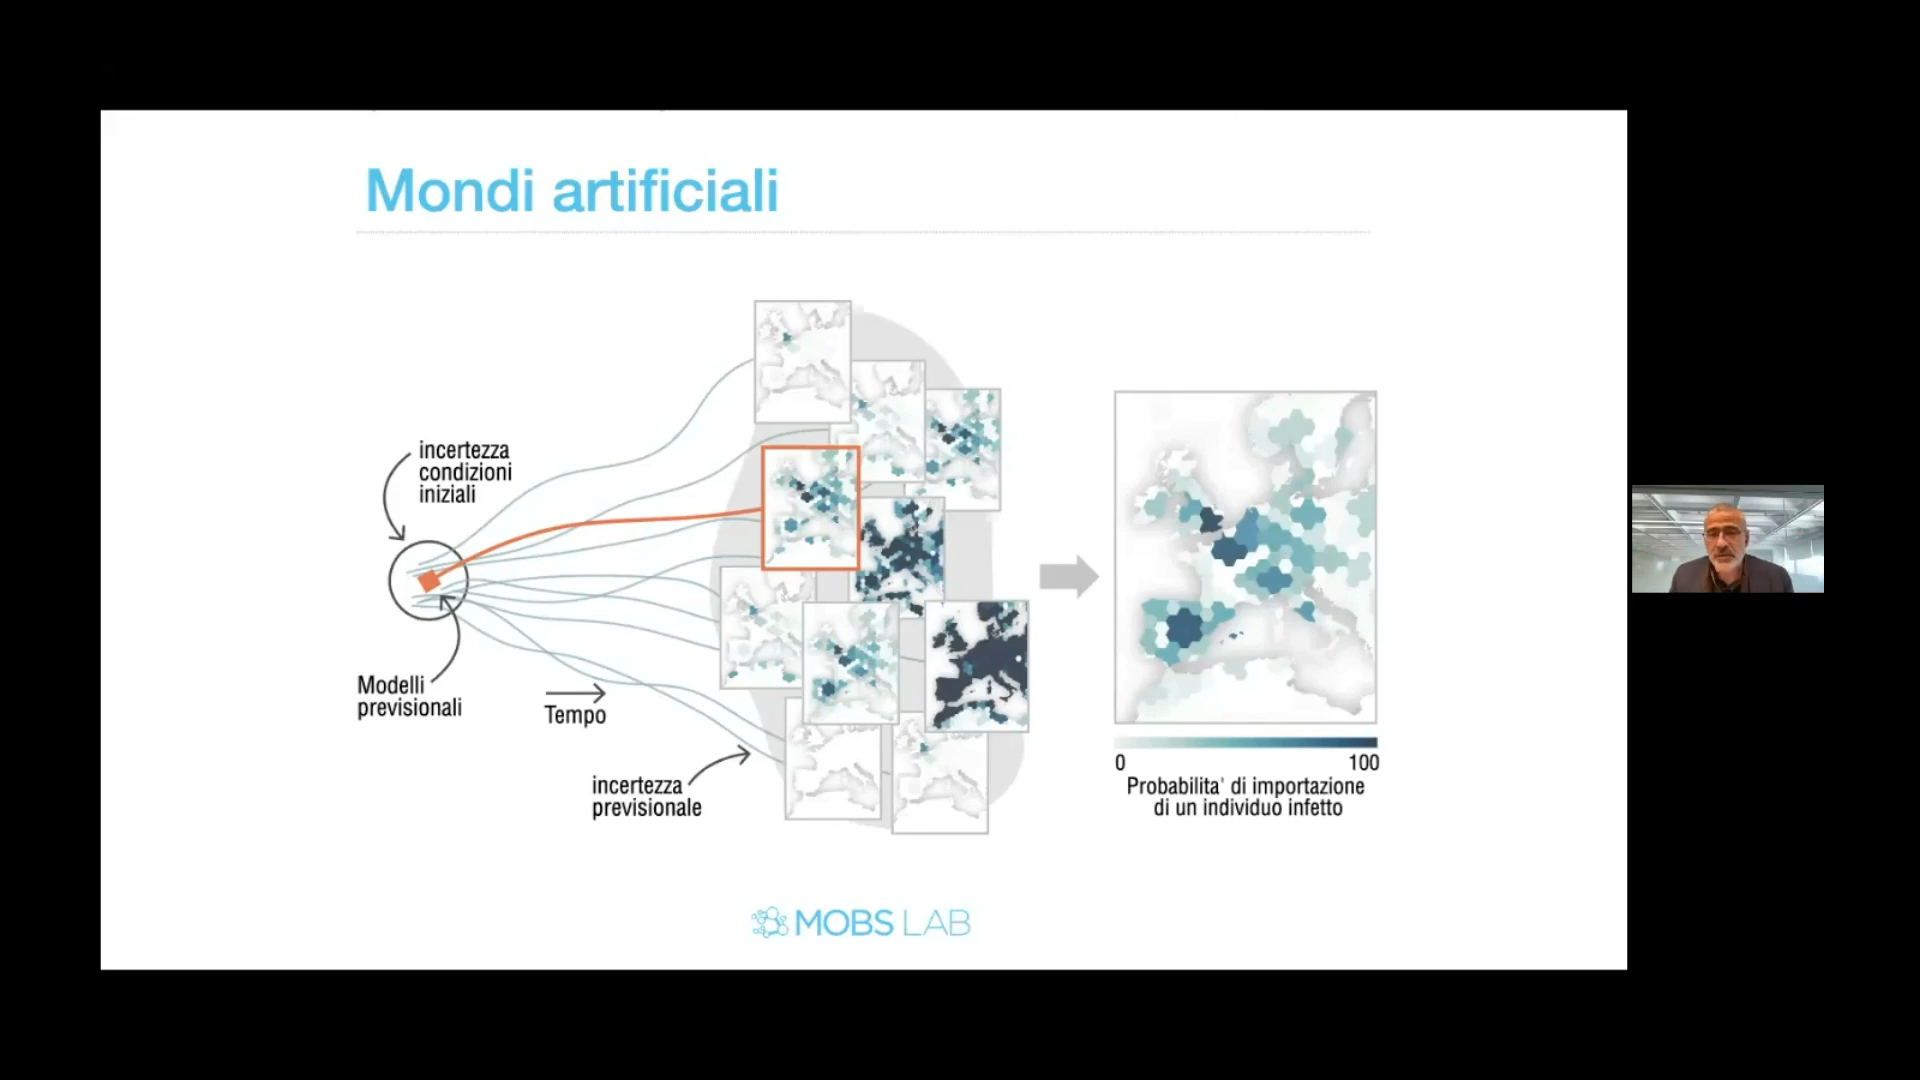 Mondi artificiali
incertezza
condizioni
iniziali
Modelli
previsionali
Tempo
incertezza
previsionale
0
100
Probabilita' di importazione
di un individuo infetto
MOBS LAB